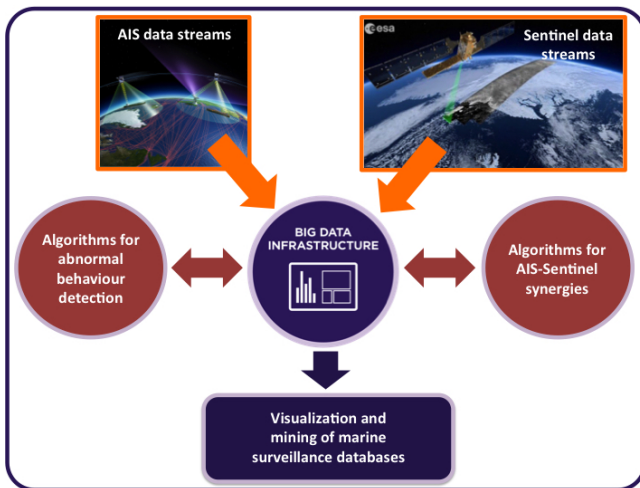 AIS data streams
esa
Sentinel data
streams
BIG DATA
INFRASTRUCTURE
Algorithms for
abnormal
behaviour
detection
Algorithms for
AIS-Sentinel
synergies
Visualization and
mining of marine
surveillance databases